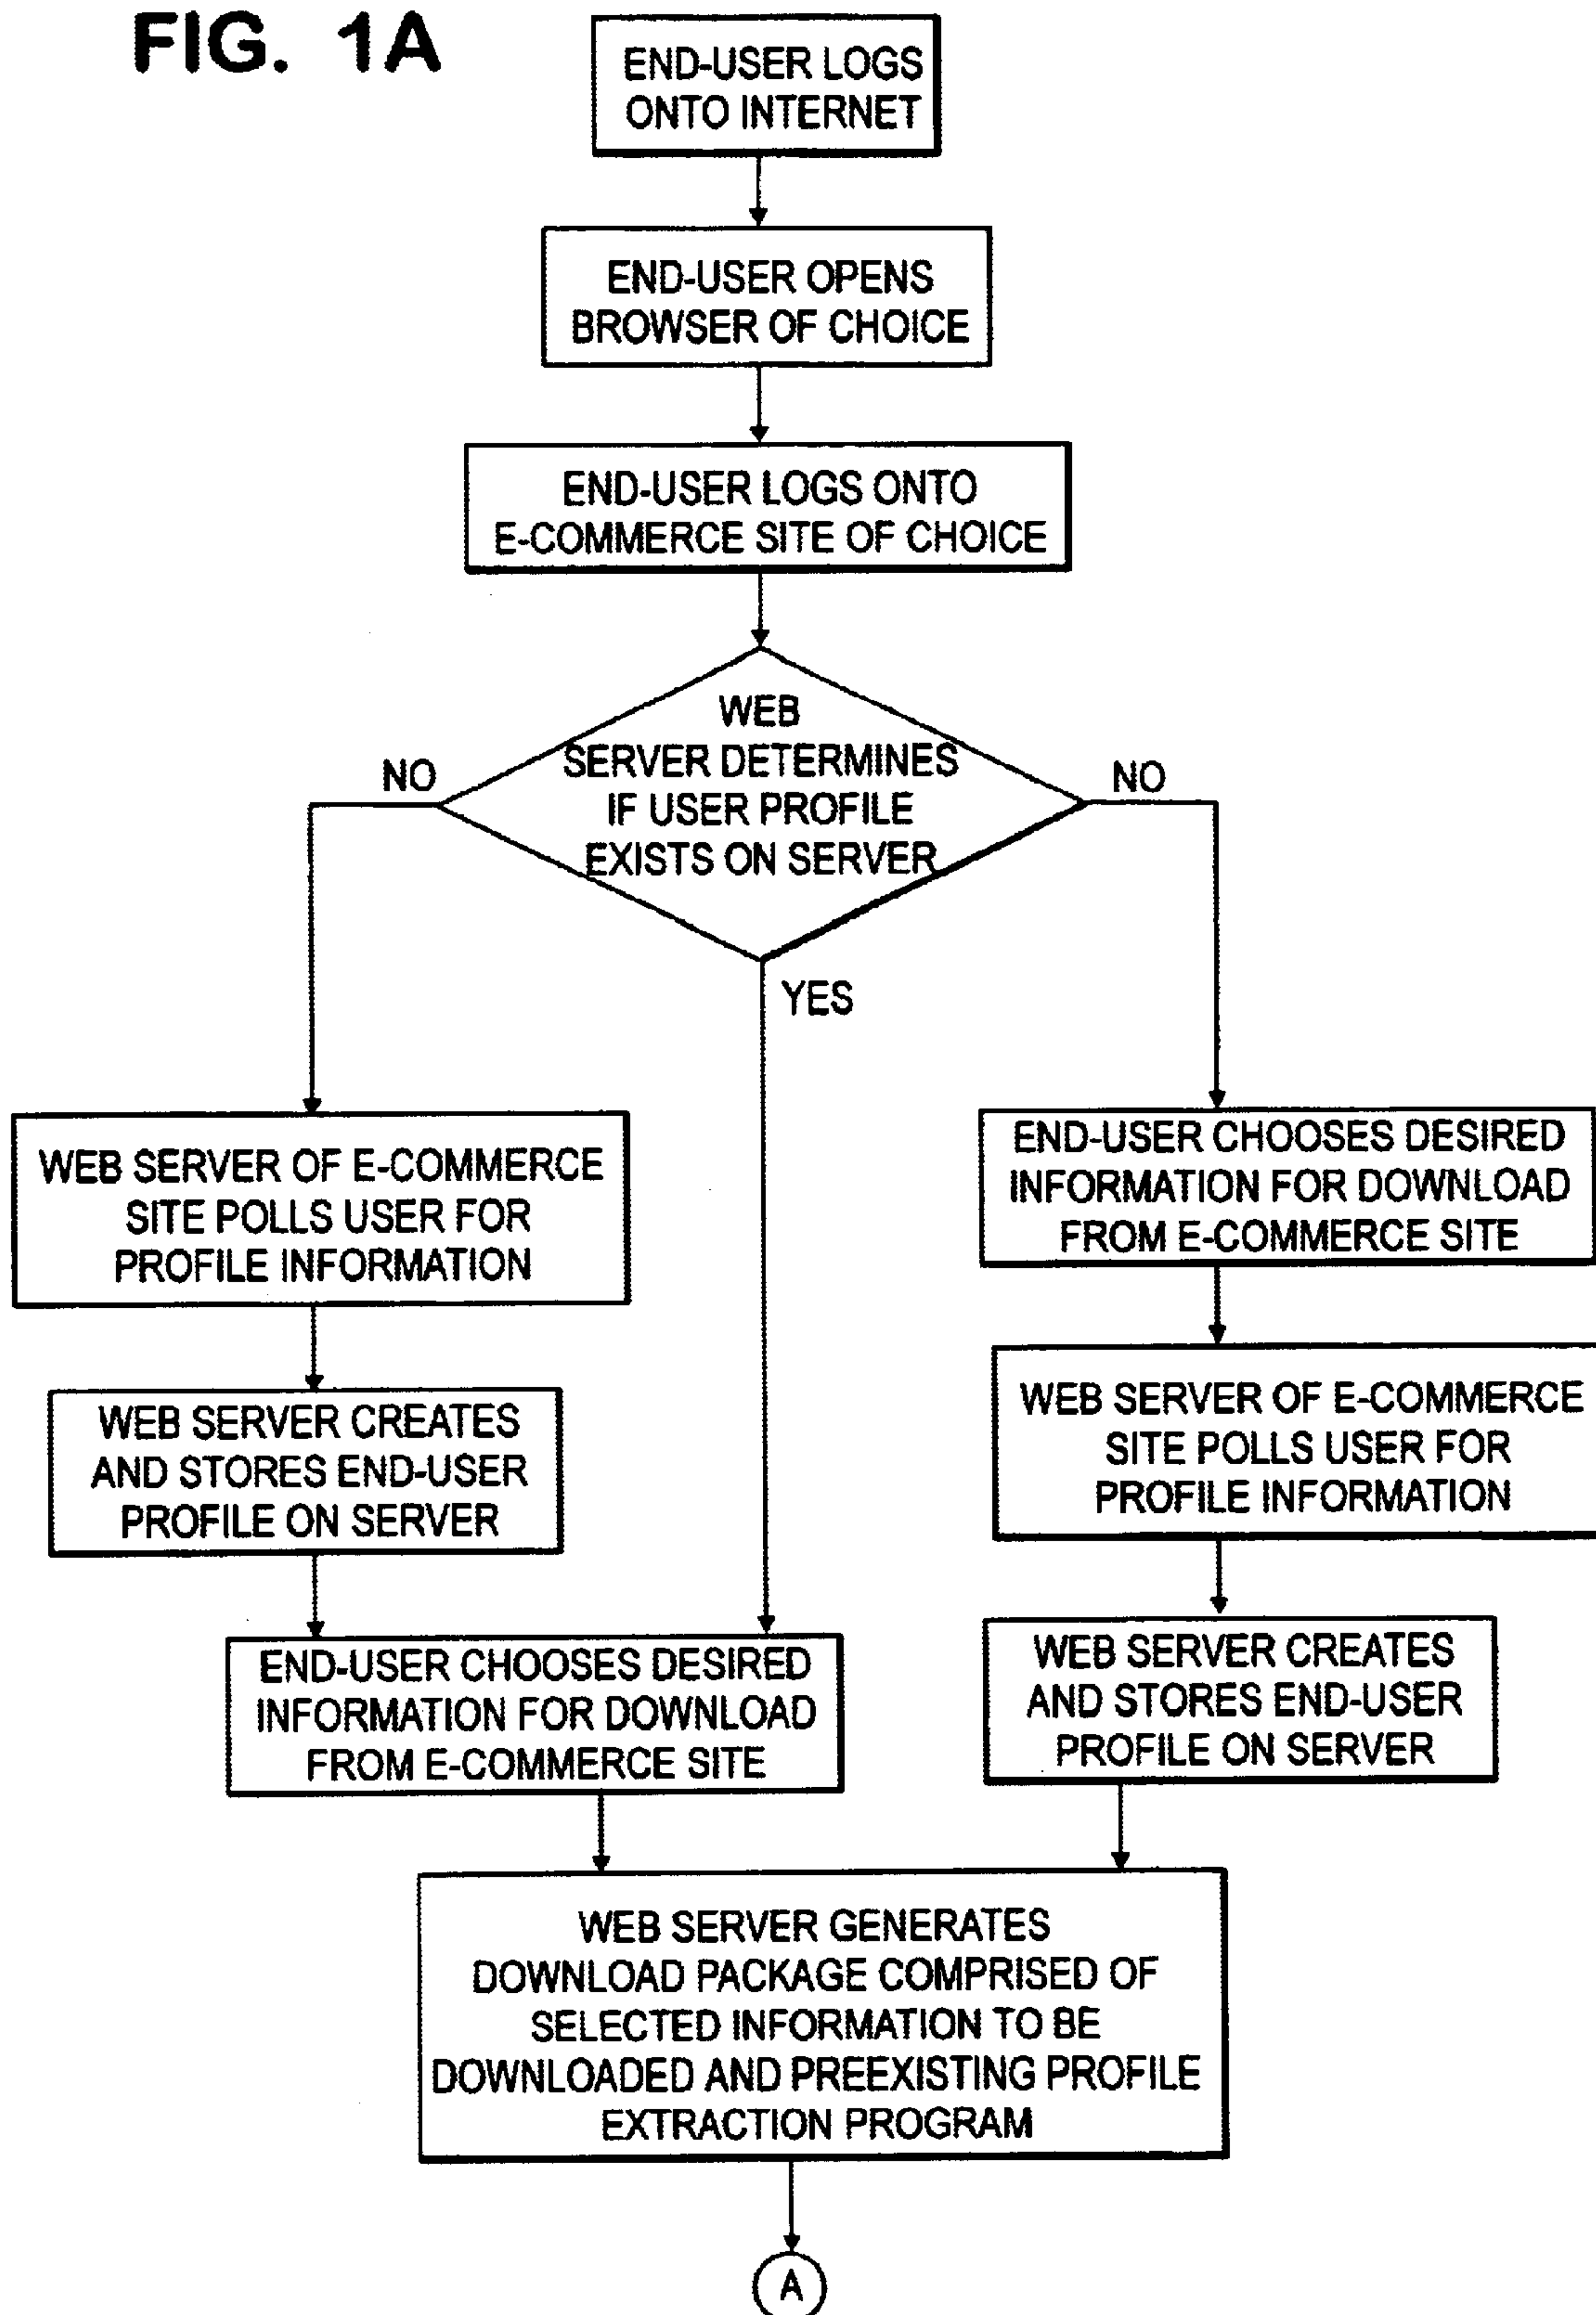 FIG. 1A
END-USER LOGS
ONTO INTERNET
END-USER OPENS
BROWSER OF CHOICE
END-USER LOGS ONTO
E-COMMERCE SITE OF CHOICE
WEB
SERVER DETERMINES
IF USER PROFILE
EXISTS ON SERVER
NO
NO
YES
WEB SERVER OF E-COMMERCE
SITE POLLS USER FOR
PROFILE INFORMATION
WEB SERVER CREATES
AND STORES END-USER
PROFILE ON SERVER
END-USER CHOOSES DESIRED
INFORMATION FOR DOWNLOAD
FROM E-COMMERCE SITE
END-USER CHOOSES DESIRED
INFORMATION FOR DOWNLOAD
FROM E-COMMERCE SITE
WEB SERVER OF E-COMMERCE
SITE POLLS USER FOR
PROFILE INFORMATION
WEB SERVER CREATES
AND STORES END-USER
PROFILE ON SERVER
WEB SERVER GENERATES
DOWNLOAD PACKAGE COMPRISED OF
SELECTED INFORMATION TO BE
DOWNLOADED AND PREEXISTING PROFILE
EXTRACTION PROGRAM
A